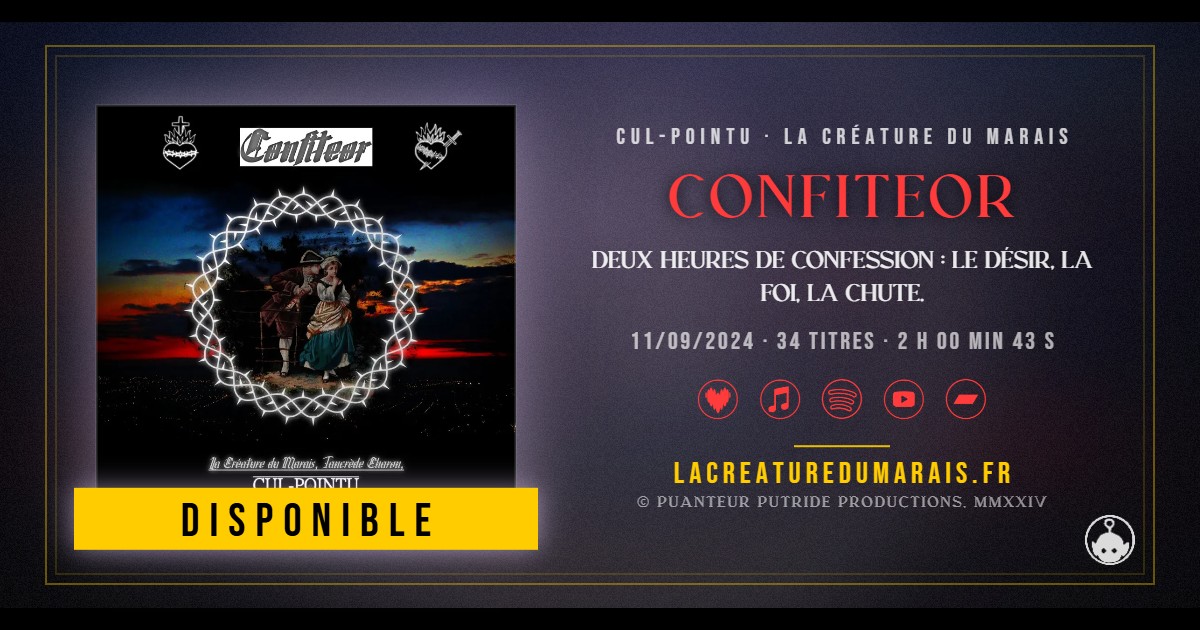 Confiteor
La Créature du Marais, Tancrède Charon,
CUL-POINTU
DISPONIBLE
CUL-POINTU · LA CRÉATURE DU MARAIS
CONFITEOR
DEUX HEURES DE CONFESSION : LE DÉSIR, LA
FOI, LA CHUTE.
11/09/2024 · 34 TITRES · 2 H 00 MIN 43 S
LACREATUREDUMARAIS.FR
© PUANTEUR PUTRIDE PRODUCTIONS, MMXXIV